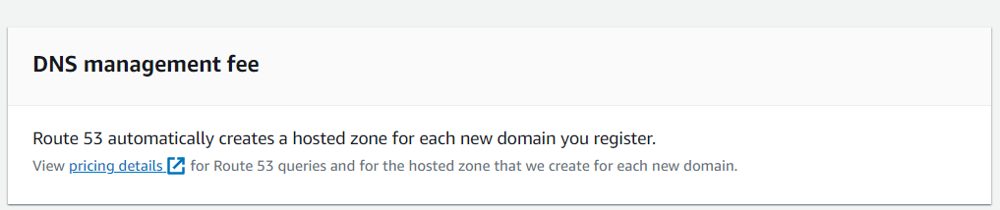 DNS management fee
Route 53 automatically creates a hosted zone for each new domain you register.
View pricing details for Route 53 queries and for the hosted zone that we create for each new domain.